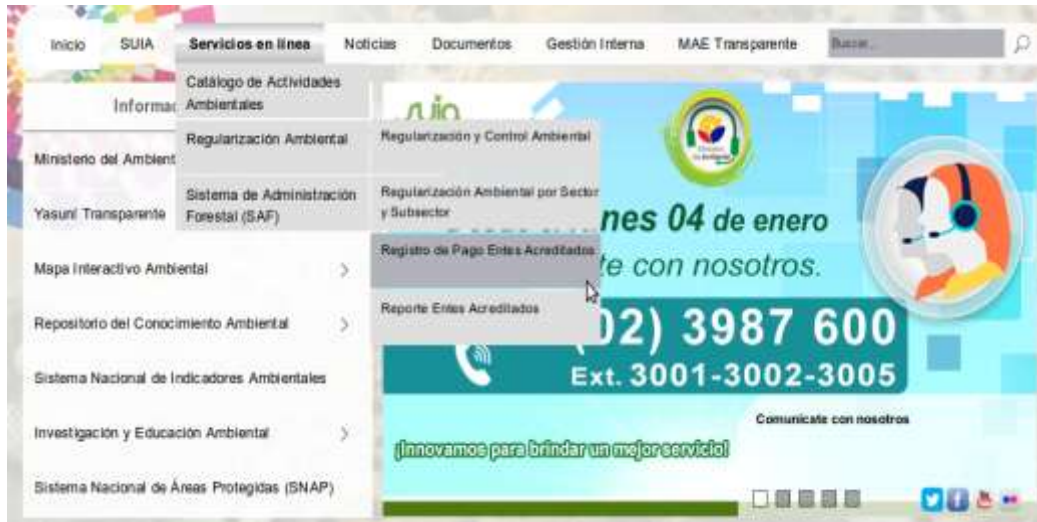 Inicio
SUIA
Servicios en línea
Noticias
Documentos
Gestión Interna
MAE Transparente
Buscar...
Catálogo de Actividades
Ambientales
Regularización Ambiental
Sistema de Administración
Forestal (SAF)
Regularización y Control Ambiental
Regularización Ambiental por Sector
y Subsector
Registro de Pago Entes Acreditados
Reporte Entes Acreditados
Informac
Ministerio del Ambient
Yasuní Transparente
Mapa Interactivo Ambiental
Repositorio del Conocimiento Ambiental
Sistema Nacional de Indicadores Ambientales
Investigación y Educación Ambiental
Sistema Nacional de Áreas Protegidas (SNAP)
suia
nes 04 de enero
te con nosotros.
02) 3987 600
Ext. 3001-3002-3005
Comunicate con nosotros
¡Innovamos para brindar un mejor servicio!